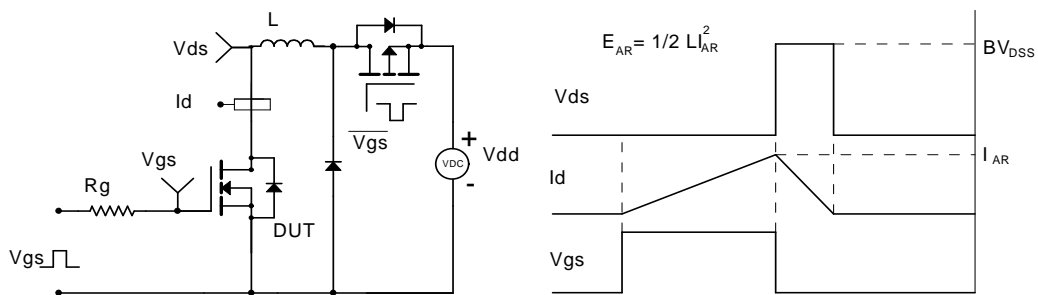 L
Vds
Id
Vgs
Vgs
+
Vdd
VDC
-
Rg
DUT
Vgs
E_AR = 1/2 LI_AR^2
BV_DSS
Vds
I_AR
Id
Vgs